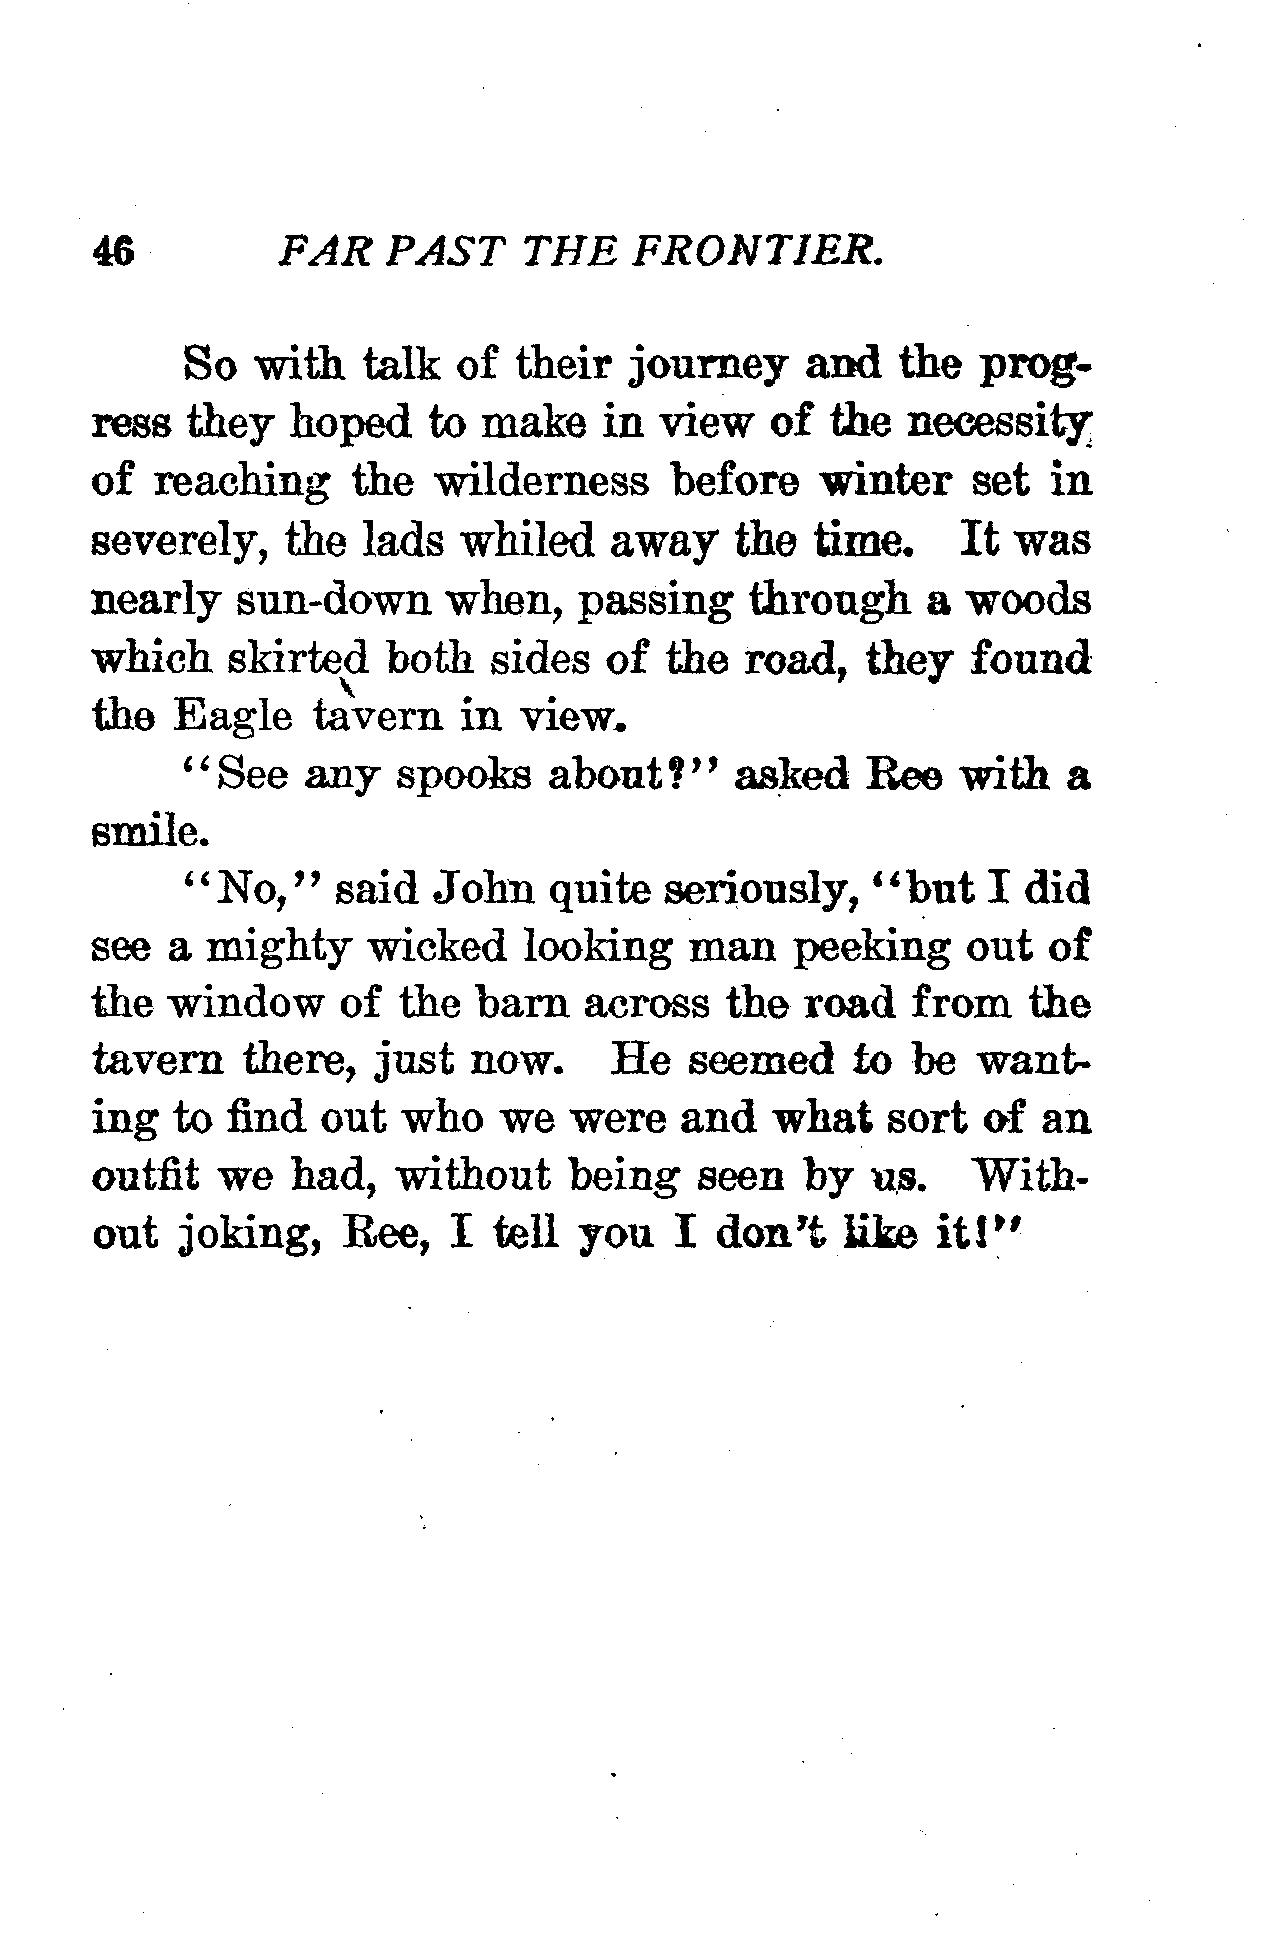 46 FAR PAST THE FRONTIER.
So with talk of their journey and the prog-
ress they hoped to make in view of the necessity
of reaching the wilderness before winter set in
severely, the lads whiled away the time. It was
nearly sun-down when, passing through a woods
which skirted both sides of the road, they found
the Eagle tavern in view.
"See any spooks about?" asked Ree with a
smile.
"No," said John quite seriously, "but I did
see a mighty wicked looking man peeking out of
the window of the barn across the road from the
tavern there, just now. He seemed to be want-
ing to find out who we were and what sort of an
outfit we had, without being seen by us. With-
out joking, Ree, I tell you I don't like it!"